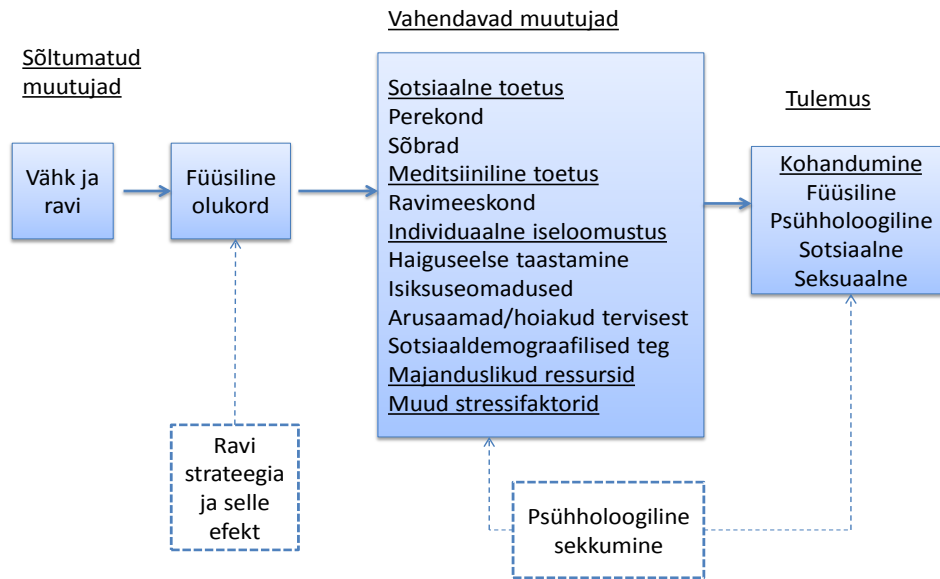 Sõltumatud
muutujad
Vähk ja
ravi
Füüsiline
olukord
Ravi
strateegia
ja selle
efekt
Vahendavad muutujad
Sotsiaalne toetus
Perekond
Sõbrad
Meditsiiniline toetus
Ravimeeskond
Individuaalne iseloomustus
Haiguseelse taastamine
Isiksuseomadused
Arusaamad/hoiakud tervisest
Sotsiaaldemograafilised teg
Majanduslikud ressursid
Muud stressifaktorid
Psühholoogiline
sekkumine
Tulemus
Kohandumine
Füüsiline
Psühholoogiline
Sotsiaalne
Seksuaalne